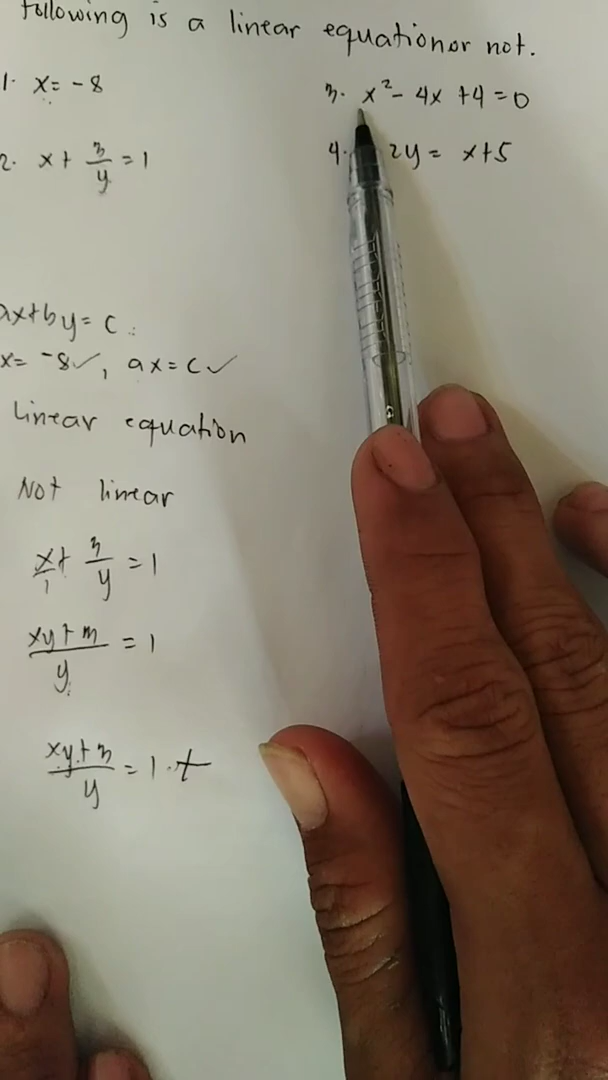 following is a linear equation or not.
1. x = -8
2. x + 3/y = 1
3. x² - 4x + 4 = 0
4. 2y = x+5
ax+by = c
x = -8 ✓, ax = c ✓
Linear equation
Not linear
x/1 + 3/y = 1
xy+3/y = 1
xy+3/y = 1 ·